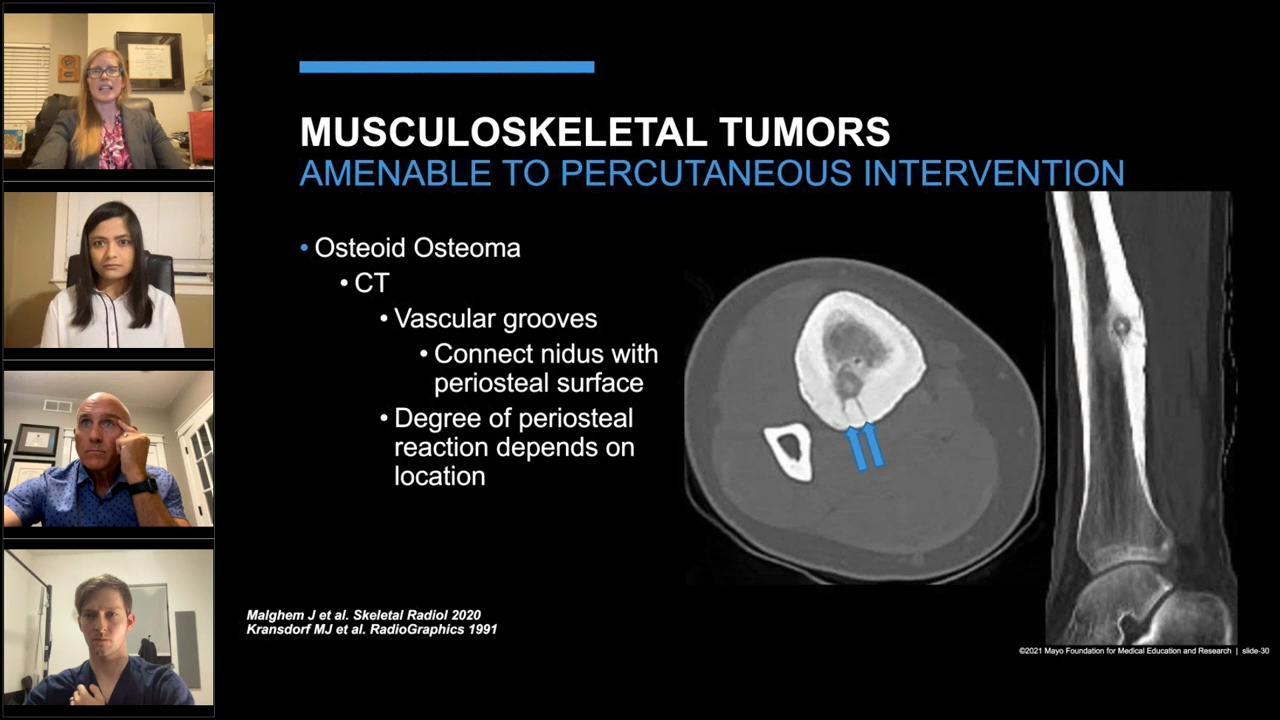 MUSCULOSKELETAL TUMORS
AMENABLE TO PERCUTANEOUS INTERVENTION
• Osteoid Osteoma
• CT
• Vascular grooves
• Connect nidus with
periosteal surface
• Degree of periosteal
reaction depends on
location
Malghem J et al. Skeletal Radiol 2020
Kransdorf MJ et al. RadioGraphics 1991
©2021 Mayo Foundation for Medical Education and Research | slide-30